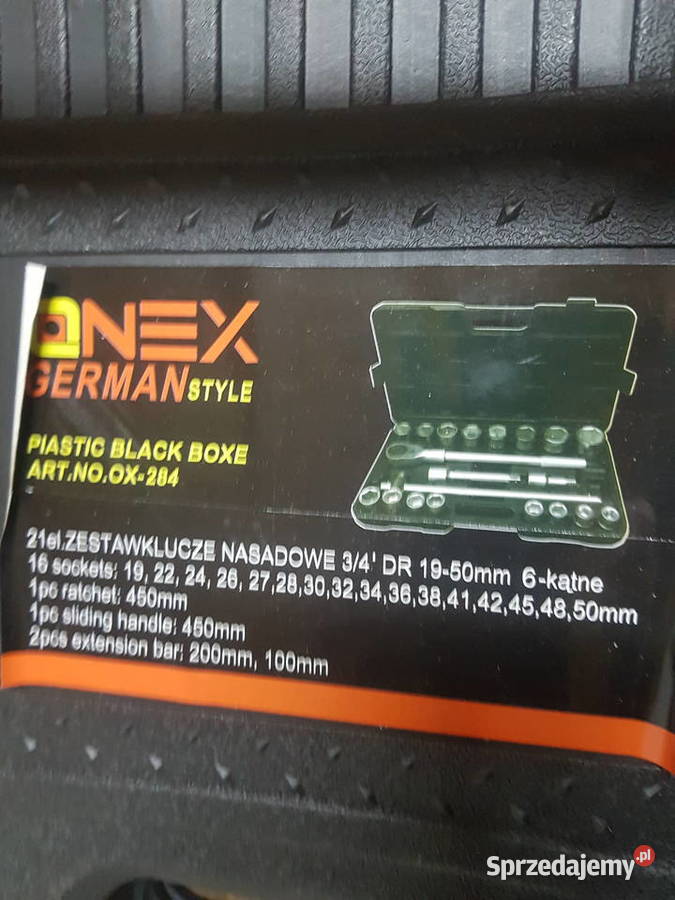 ONEX
GERMAN STYLE
PIASTIC BLACK BOXE
ART.NO.OX-284
21el.ZESTAWKLUCZE NASADOWE 3/4' DR 19-50mm 6-kątne
16 sockets: 19, 22, 24, 26, 27,28,30,32,34,36,38,41,42,45,48,50mm
1pc ratchet: 450mm
1pc sliding handle: 450mm
2pcs extension bar: 200mm, 100mm
Sprzedajemy.pl